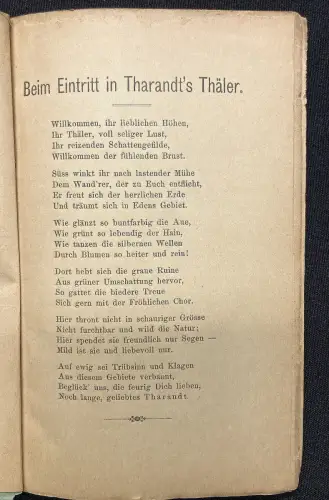 Beim Eintritt in Tharandt's Thäler.
Willkommen, ihr lieblichen Höhen,
Ihr Thäler, voll seliger Lust,
Ihr reizenden Schattengefilde,
Willkommen der fühlenden Brust.
Süss winkt ihr nach lastender Mühe
Dem Wand'rer, der zu Euch entflieht,
Er freut sich der herrlichen Erde
Und träumt sich in Edens Gebiet.
Wie glänzt so buntfarbig die Aue,
Wie grünt so lebendig der Hain,
Wie tanzen die silbernen Wellen
Durch Blumen so heiter und rein!
Dort hebt sich die graue Ruine
Aus grüner Umschattung hervor,
So gattet die biedere Treue
Sich gern mit der Fröhlichen Chor.
Hier thront nicht in schauriger Grösse
Nicht furchtbar und wild die Natur;
Hier spendet sie freundlich nur Segen —
Mild ist sie und liebevoll nur.
Auf ewig sei Trübsinn und Klagen
Aus diesem Gebiete verbannt,
Beglück' uns, die feurig Dich lieben,
Noch lange, geliebtes Tharandt.